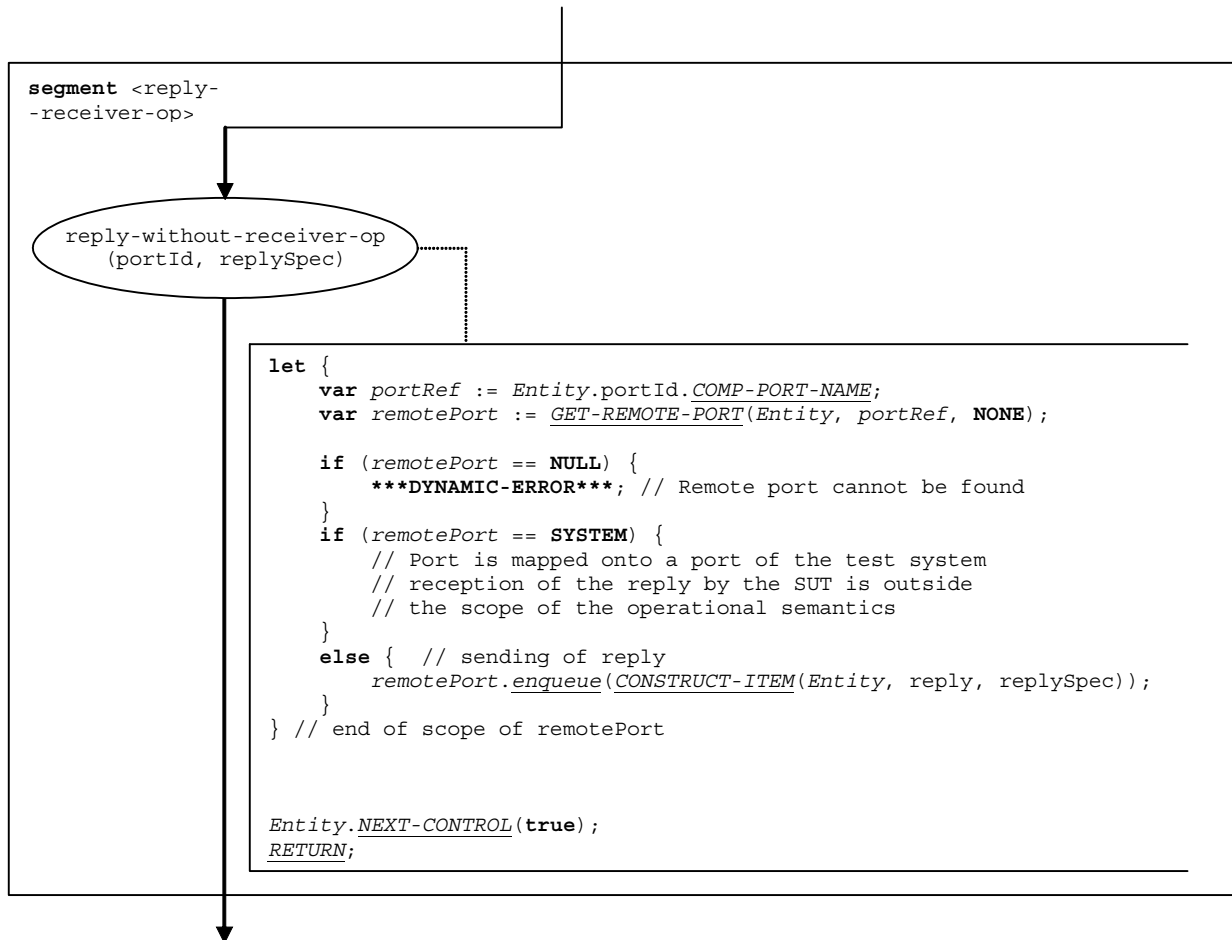 segment <reply-
-receiver-op>
reply-without-receiver-op
(portId, replySpec)
let {
var portRef := Entity.portId.COMP-PORT-NAME;
var remotePort := GET-REMOTE-PORT(Entity, portRef, NONE);
if (remotePort == NULL) {
***DYNAMIC-ERROR***; // Remote port cannot be found
}
if (remotePort == SYSTEM) {
// Port is mapped onto a port of the test system
// reception of the reply by the SUT is outside
// the scope of the operational semantics
}
else {  // sending of reply
remotePort.enqueue(CONSTRUCT-ITEM(Entity, reply, replySpec));
}
} // end of scope of remotePort
Entity.NEXT-CONTROL(true);
RETURN;